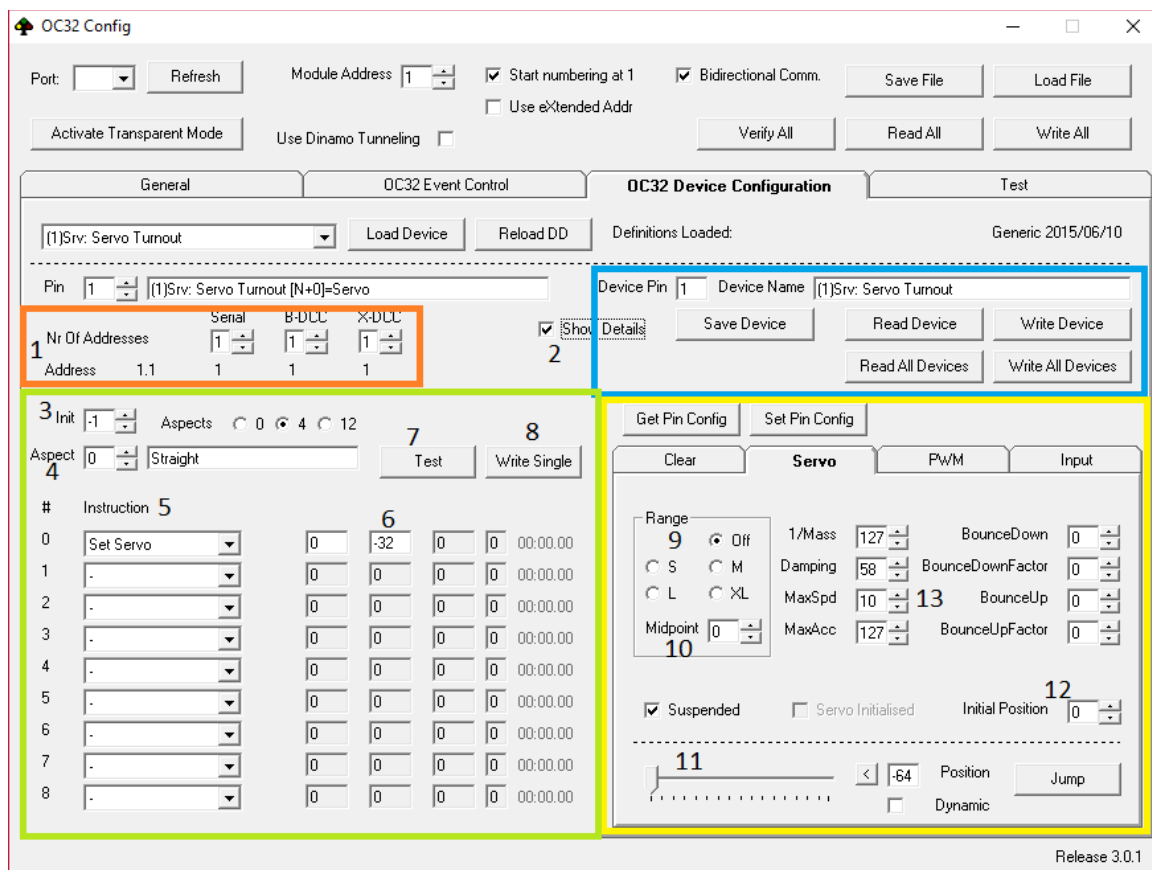 OC32 Config
Port: Refresh Module Address 1 Start numbering at 1 Bidirectional Comm. Save File Load File
Use eXtended Addr
Activate Transparent Mode Use Dinamo Tunneling Verify All Read All Write All
General OC32 Event Control OC32 Device Configuration Test
(1)Srv: Servo Turnout Load Device Reload DD Definitions Loaded: Generic 2015/06/10
Pin 1 (1)Srv: Servo Turnout [N+0]=Servo Device Pin 1 Device Name (1)Srv: Servo Turnout
Serial B-DCC X-DCC
1 Nr Of Addresses 1 1 1 2 Show Details Save Device Read Device Write Device
Address 1.1 1 1 1 Read All Devices Write All Devices
3 Init -1 Aspects 0 4 12 Get Pin Config Set Pin Config
4 Aspect 0 Straight 7 Test 8 Write Single Clear Servo PWM Input
# Instruction 5
0 Set Servo 0 6 -32 0 0 00:00.00
1 - 0 0 0 0 00:00.00
2 - 0 0 0 0 00:00.00
3 - 0 0 0 0 00:00.00
4 - 0 0 0 0 00:00.00
5 - 0 0 0 0 00:00.00
6 - 0 0 0 0 00:00.00
7 - 0 0 0 0 00:00.00
8 - 0 0 0 0 00:00.00
Range
9 Off 1/Mass 127 BounceDown 0
S M Damping 58 BounceDownFactor 0
L XL MaxSpd 10 13 BounceUp 0
Midpoint 0 MaxAcc 127 BounceUpFactor 0
10
12
Suspended Servo Initialised Initial Position 0
11 < -64 Position Jump
Dynamic
Release 3.0.1